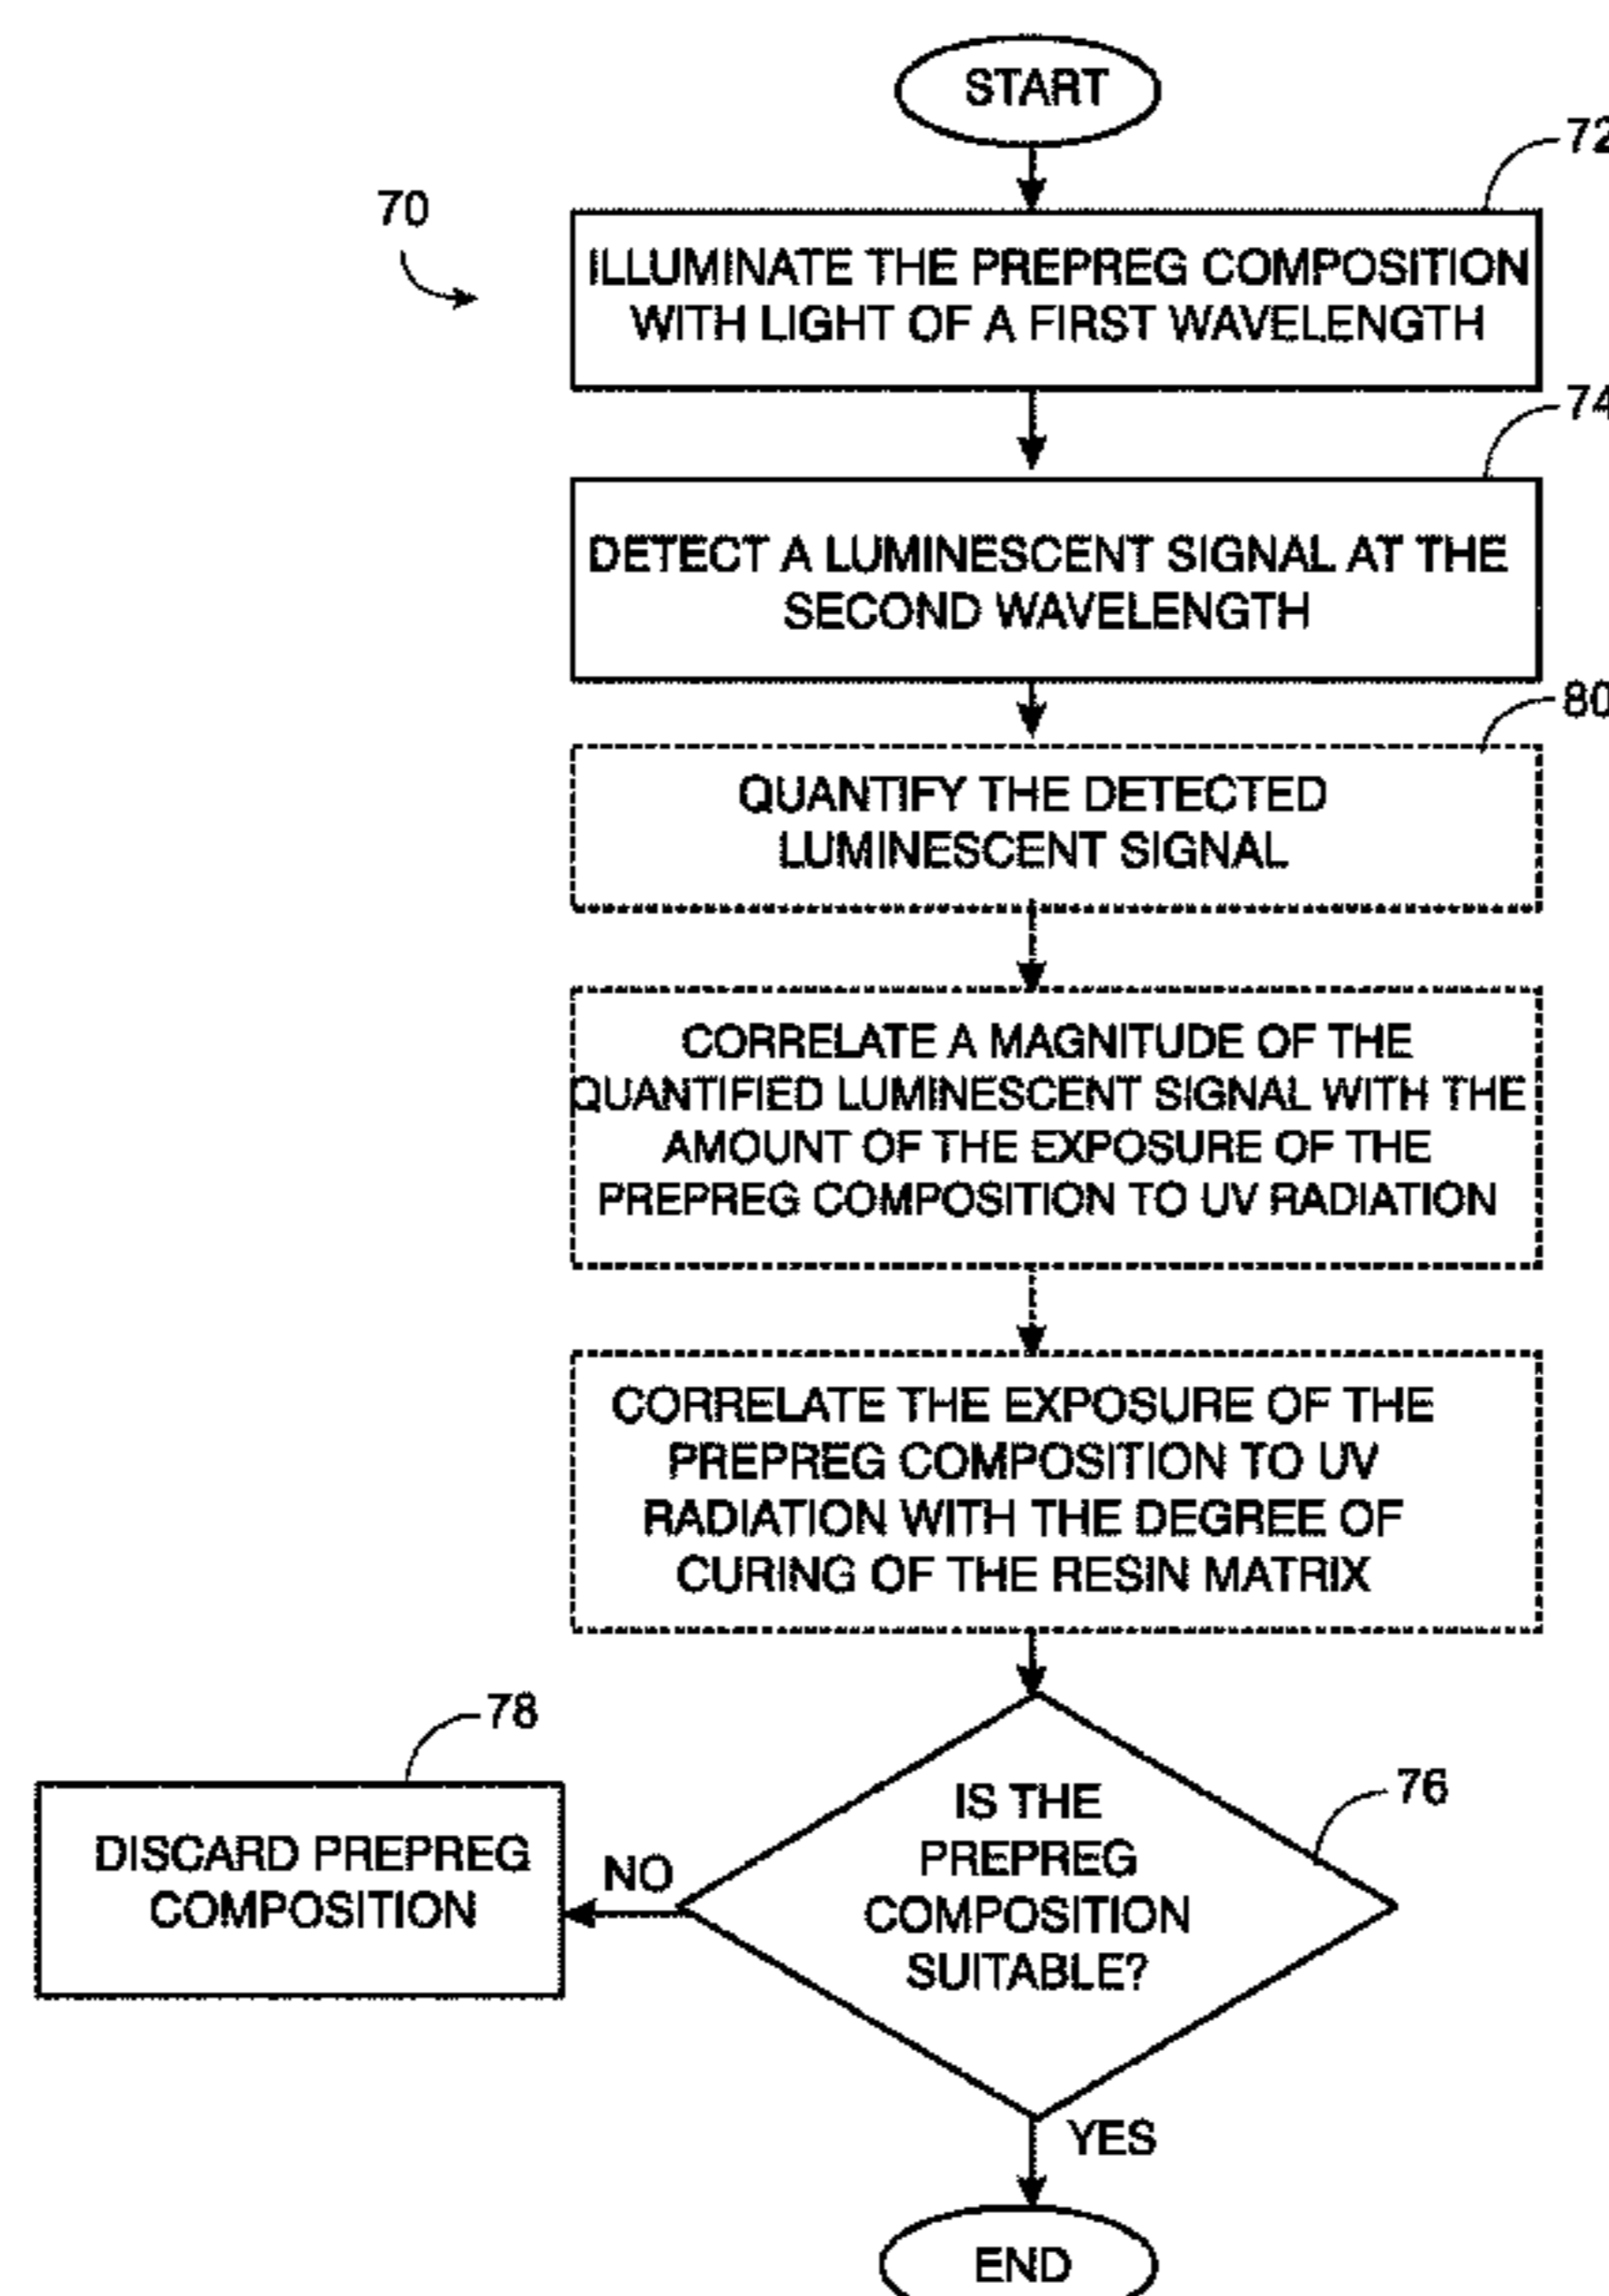 START
72
70
ILLUMINATE THE PREPREG COMPOSITION
WITH LIGHT OF A FIRST WAVELENGTH
74
DETECT A LUMINESCENT SIGNAL AT THE
SECOND WAVELENGTH
80
QUANTIFY THE DETECTED
LUMINESCENT SIGNAL
CORRELATE A MAGNITUDE OF THE
QUANTIFIED LUMINESCENT SIGNAL WITH THE
AMOUNT OF THE EXPOSURE OF THE
PREPREG COMPOSITION TO UV RADIATION
CORRELATE THE EXPOSURE OF THE
PREPREG COMPOSITION TO UV
RADIATION WITH THE DEGREE OF
CURING OF THE RESIN MATRIX
78
76
IS THE
PREPREG
COMPOSITION
SUITABLE?
NO
DISCARD PREPREG
COMPOSITION
YES
END